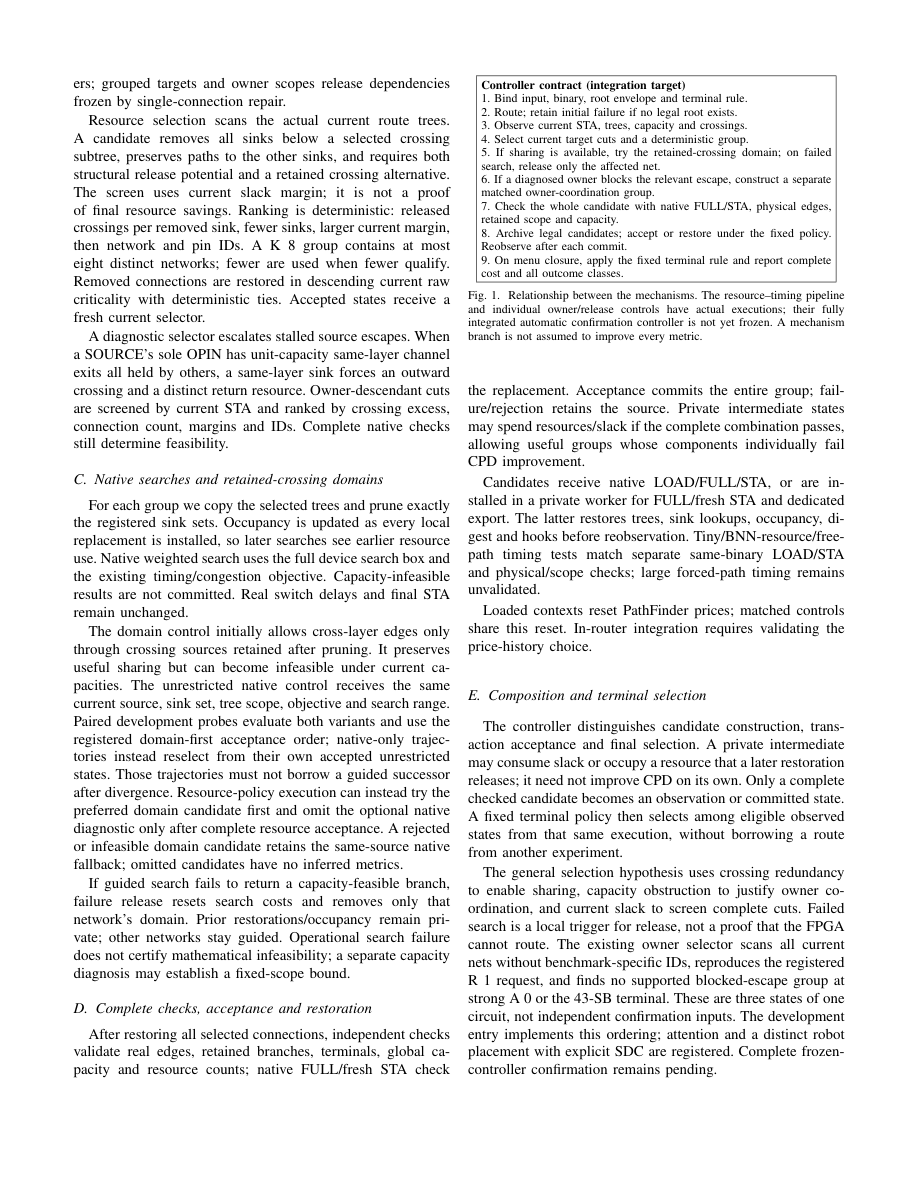 ers; grouped targets and owner scopes release dependencies
frozen by single-connection repair.
Resource selection scans the actual current route trees.
A candidate removes all sinks below a selected crossing
subtree, preserves paths to the other sinks, and requires both
structural release potential and a retained crossing alternative.
The screen uses current slack margin; it is not a proof
of final resource savings. Ranking is deterministic: released
crossings per removed sink, fewer sinks, larger current margin,
then network and pin IDs. A K 8 group contains at most
eight distinct networks; fewer are used when fewer qualify.
Removed connections are restored in descending current raw
criticality with deterministic ties. Accepted states receive a
fresh current selector.
A diagnostic selector escalates stalled source escapes. When
a SOURCE's sole OPIN has unit-capacity same-layer channel
exits all held by others, a same-layer sink forces an outward
crossing and a distinct return resource. Owner-descendant cuts
are screened by current STA and ranked by crossing excess,
connection count, margins and IDs. Complete native checks
still determine feasibility.
C. Native searches and retained-crossing domains
For each group we copy the selected trees and prune exactly
the registered sink sets. Occupancy is updated as every local
replacement is installed, so later searches see earlier resource
use. Native weighted search uses the full device search box and
the existing timing/congestion objective. Capacity-infeasible
results are not committed. Real switch delays and final STA
remain unchanged.
The domain control initially allows cross-layer edges only
through crossing sources retained after pruning. It preserves
useful sharing but can become infeasible under current ca-
pacities. The unrestricted native control receives the same
current source, sink set, tree scope, objective and search range.
Paired development probes evaluate both variants and use the
registered domain-first acceptance order; native-only trajec-
tories instead reselect from their own accepted unrestricted
states. Those trajectories must not borrow a guided successor
after divergence. Resource-policy execution can instead try the
preferred domain candidate first and omit the optional native
diagnostic only after complete resource acceptance. A rejected
or infeasible domain candidate retains the same-source native
fallback; omitted candidates have no inferred metrics.
If guided search fails to return a capacity-feasible branch,
failure release resets search costs and removes only that
network's domain. Prior restorations/occupancy remain pri-
vate; other networks stay guided. Operational search failure
does not certify mathematical infeasibility; a separate capacity
diagnosis may establish a fixed-scope bound.
D. Complete checks, acceptance and restoration
After restoring all selected connections, independent checks
validate real edges, retained branches, terminals, global ca-
pacity and resource counts; native FULL/fresh STA check
Controller contract (integration target)
1. Bind input, binary, root envelope and terminal rule.
2. Route; retain initial failure if no legal root exists.
3. Observe current STA, trees, capacity and crossings.
4. Select current target cuts and a deterministic group.
5. If sharing is available, try the retained-crossing domain; on failed
search, release only the affected net.
6. If a diagnosed owner blocks the relevant escape, construct a separate
matched owner-coordination group.
7. Check the whole candidate with native FULL/STA, physical edges,
retained scope and capacity.
8. Archive legal candidates; accept or restore under the fixed policy.
Reobserve after each commit.
9. On menu closure, apply the fixed terminal rule and report complete
cost and all outcome classes.
Fig. 1. Relationship between the mechanisms. The resource–timing pipeline
and individual owner/release controls have actual executions; their fully
integrated automatic confirmation controller is not yet frozen. A mechanism
branch is not assumed to improve every metric.
the replacement. Acceptance commits the entire group; fail-
ure/rejection retains the source. Private intermediate states
may spend resources/slack if the complete combination passes,
allowing useful groups whose components individually fail
CPD improvement.
Candidates receive native LOAD/FULL/STA, or are in-
stalled in a private worker for FULL/fresh STA and dedicated
export. The latter restores trees, sink lookups, occupancy, di-
gest and hooks before reobservation. Tiny/BNN-resource/free-
path timing tests match separate same-binary LOAD/STA
and physical/scope checks; large forced-path timing remains
unvalidated.
Loaded contexts reset PathFinder prices; matched controls
share this reset. In-router integration requires validating the
price-history choice.
E. Composition and terminal selection
The controller distinguishes candidate construction, trans-
action acceptance and final selection. A private intermediate
may consume slack or occupy a resource that a later restoration
releases; it need not improve CPD on its own. Only a complete
checked candidate becomes an observation or committed state.
A fixed terminal policy then selects among eligible observed
states from that same execution, without borrowing a route
from another experiment.
The general selection hypothesis uses crossing redundancy
to enable sharing, capacity obstruction to justify owner co-
ordination, and current slack to screen complete cuts. Failed
search is a local trigger for release, not a proof that the FPGA
cannot route. The existing owner selector scans all current
nets without benchmark-specific IDs, reproduces the registered
R 1 request, and finds no supported blocked-escape group at
strong A 0 or the 43-SB terminal. These are three states of one
circuit, not independent confirmation inputs. The development
entry implements this ordering; attention and a distinct robot
placement with explicit SDC are registered. Complete frozen-
controller confirmation remains pending.